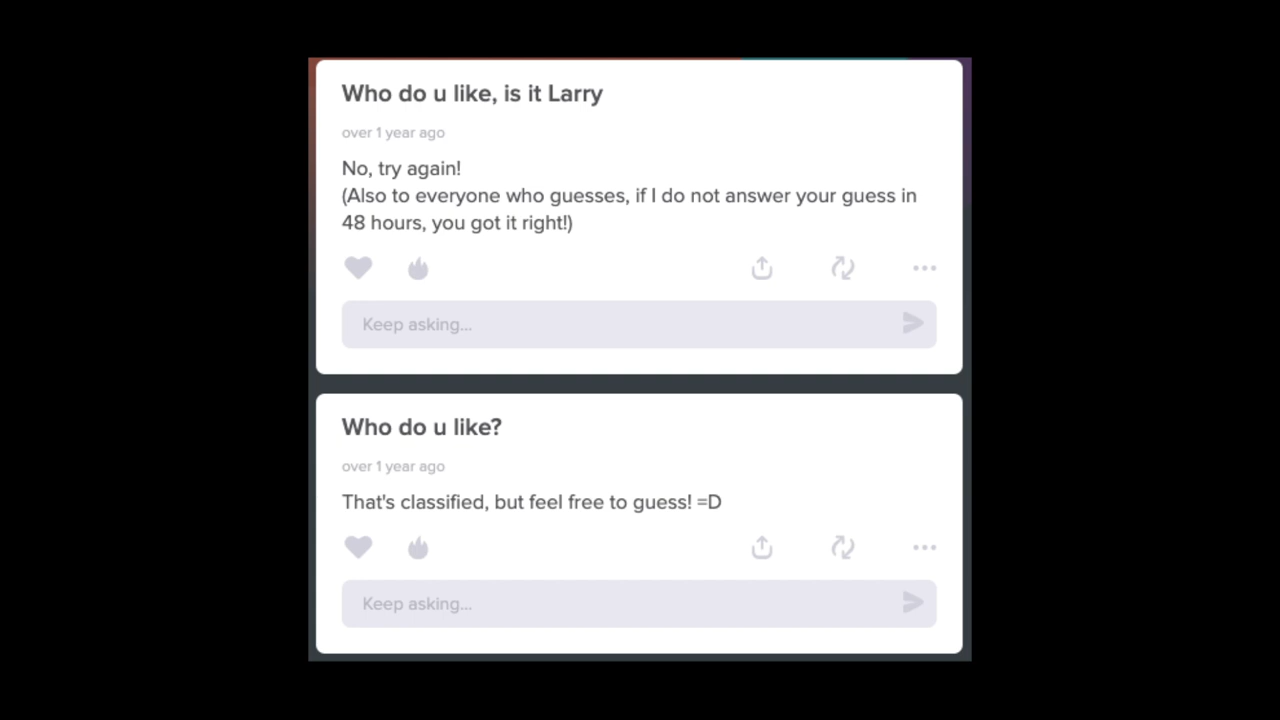 Who do u like, is it Larry
over 1 year ago
No, try again!
(Also to everyone who guesses, if I do not answer your guess in
48 hours, you got it right!)
Keep asking...
Who do u like?
over 1 year ago
That's classified, but feel free to guess! =D
Keep asking...